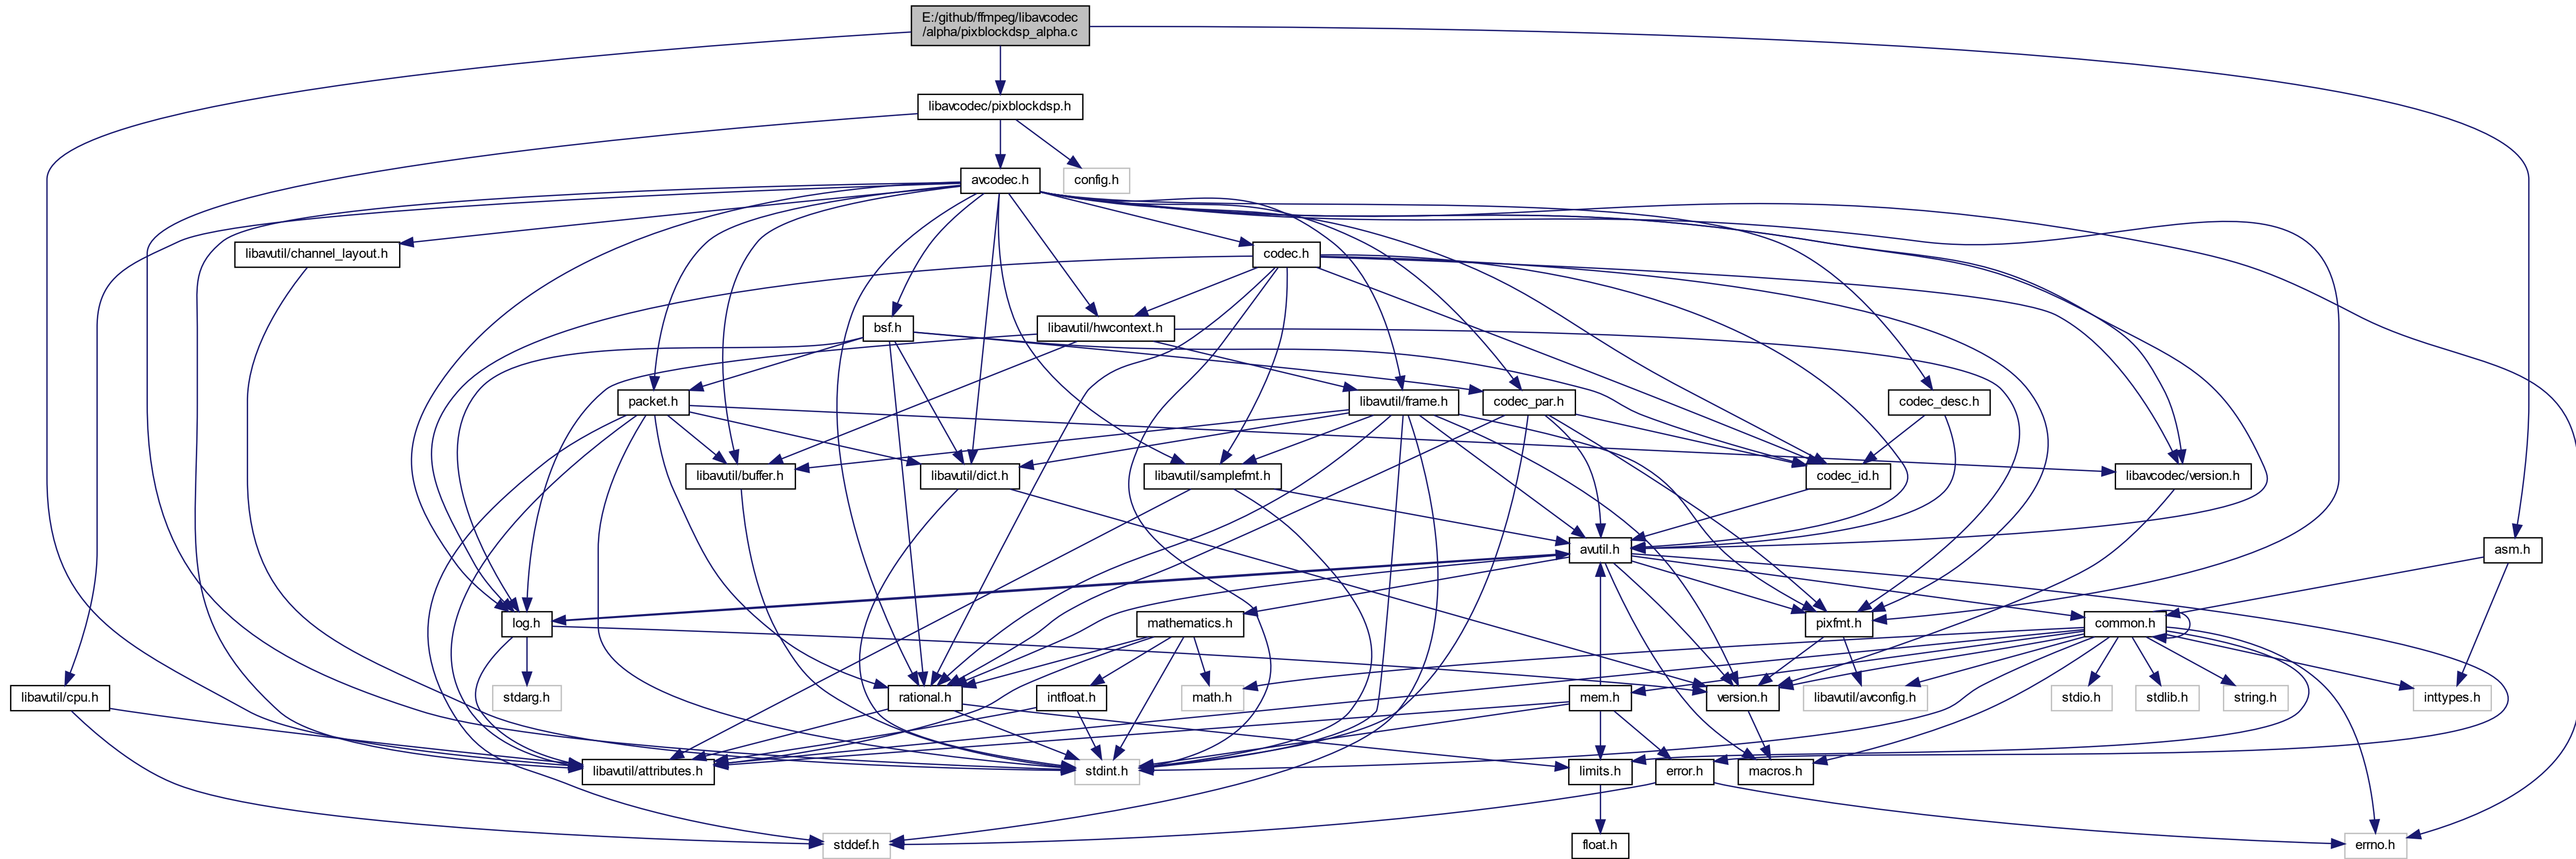 E:/github/ffmpeg/libavcodec
/alpha/pixblockdsp_alpha.c
libavcodec/pixblockdsp.h
avcodec.h
config.h
libavutil/channel_layout.h
codec.h
bsf.h
libavutil/hwcontext.h
packet.h
libavutil/frame.h
codec_par.h
codec_desc.h
libavutil/buffer.h
libavutil/dict.h
libavutil/samplefmt.h
codec_id.h
libavcodec/version.h
avutil.h
asm.h
log.h
mathematics.h
pixfmt.h
common.h
libavutil/cpu.h
stdarg.h
rational.h
intfloat.h
math.h
mem.h
version.h
libavutil/avconfig.h
stdio.h
stdlib.h
string.h
inttypes.h
libavutil/attributes.h
stdint.h
limits.h
error.h
macros.h
stddef.h
float.h
errno.h